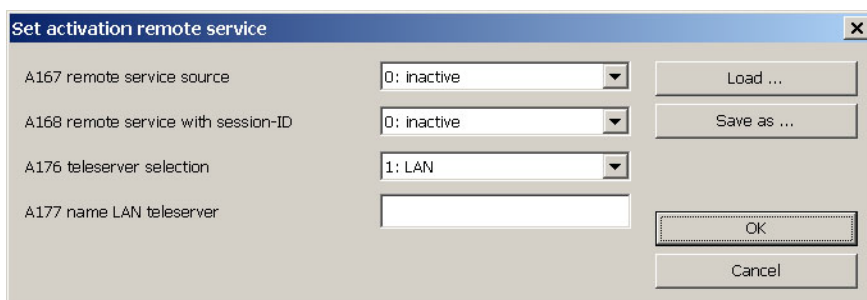 Set activation remote service
A167 remote service source 0: inactive Load ...
A168 remote service with session-ID 0: inactive Save as ...
A176 teleserver selection 1: LAN
A177 name LAN teleserver
OK
Cancel